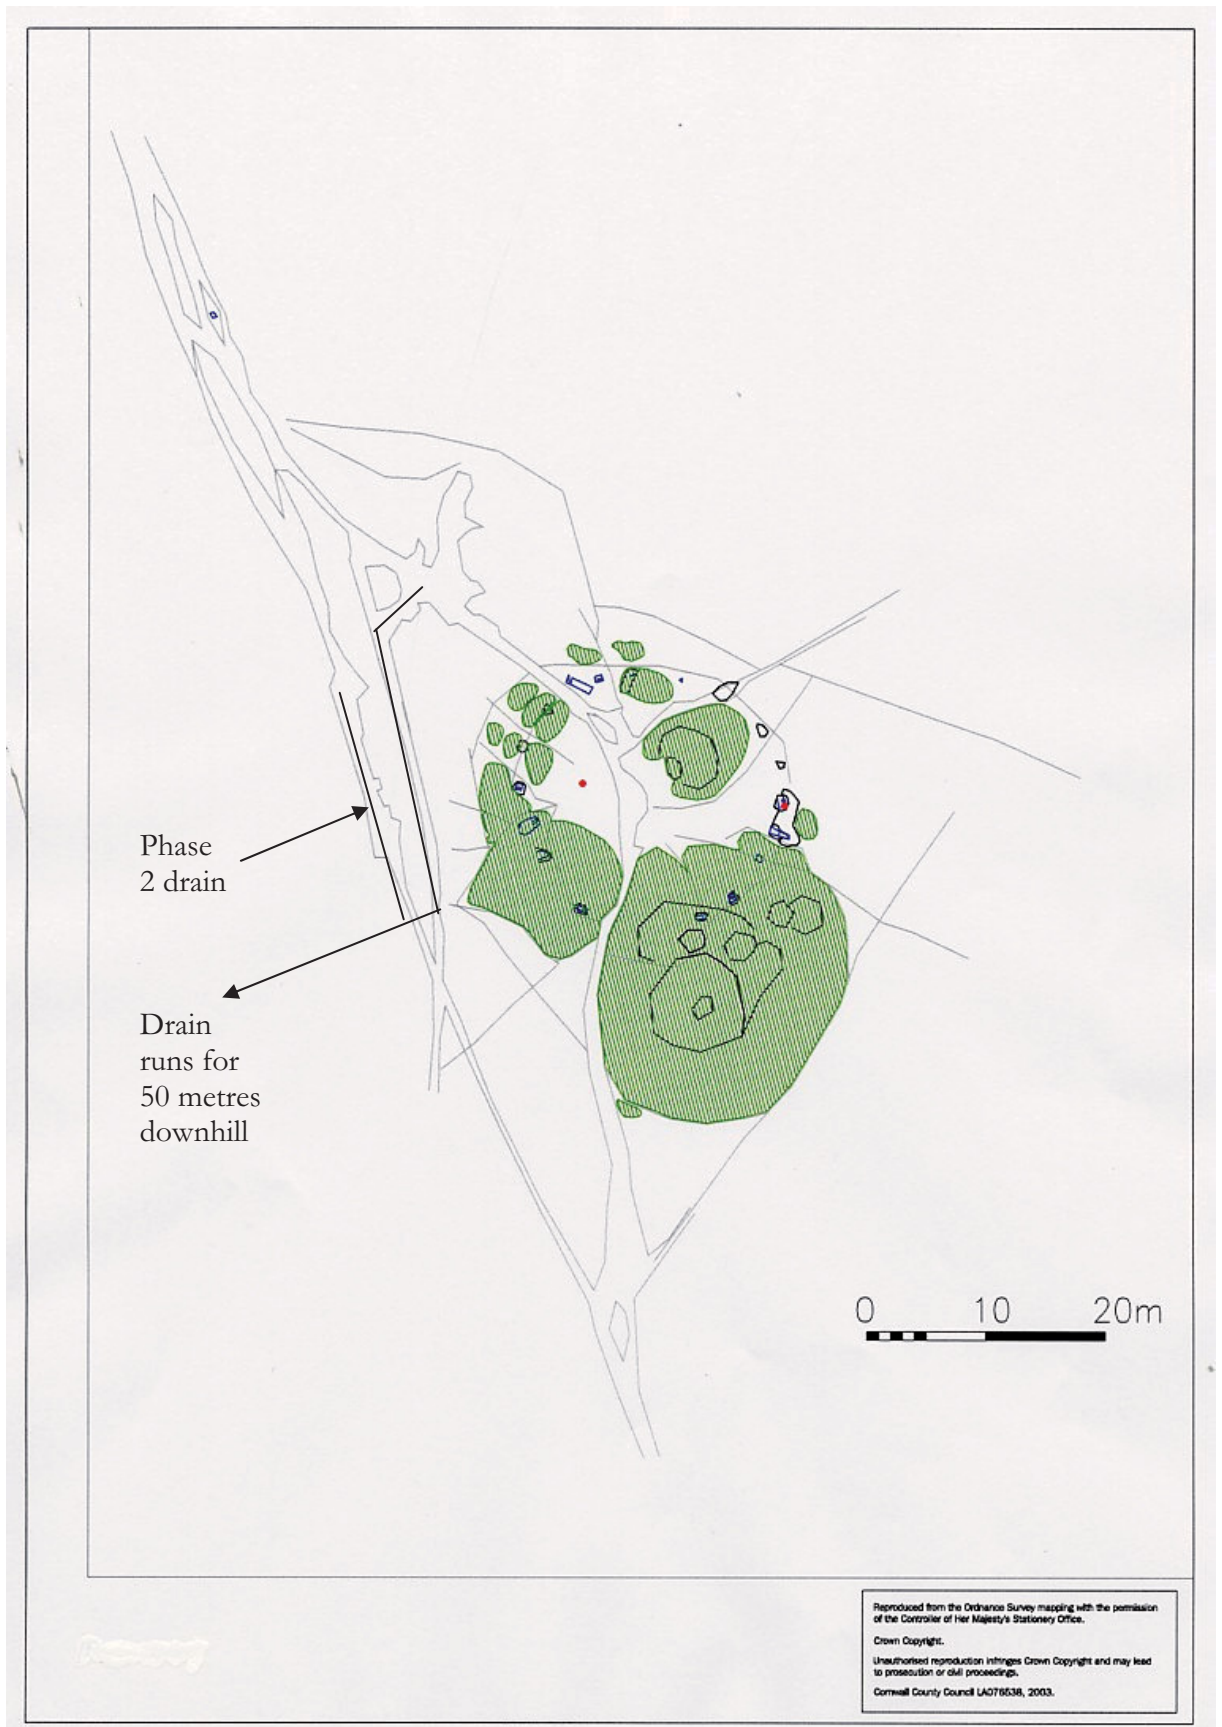 Phase
2 drain
Drain
runs for
50 metres
downhill
0 10 20m
Reproduced from the Ordnance Survey mapping with the permission
of the Controller of Her Majesty's Stationery Office.
Crown Copyright.
Unauthorised reproduction infringes Crown Copyright and may lead
to prosecution or civil proceedings.
Cornwall County Council LA076538, 2003.